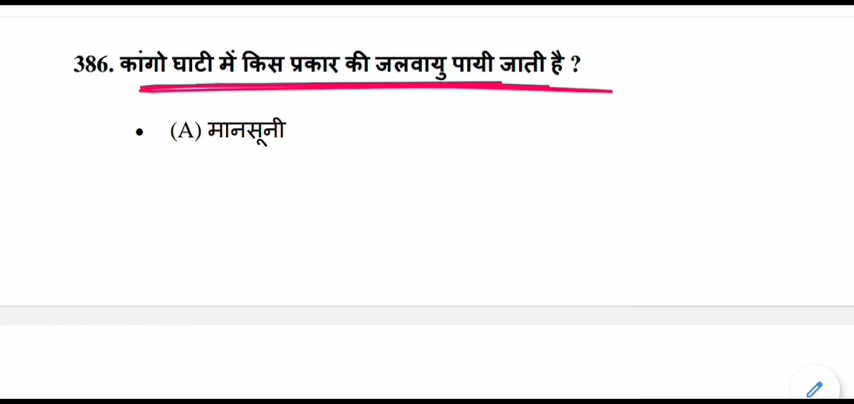 386. कांगो घाटी में किस प्रकार की जलवायु पायी जाती है ?
• (A) मानसूनी